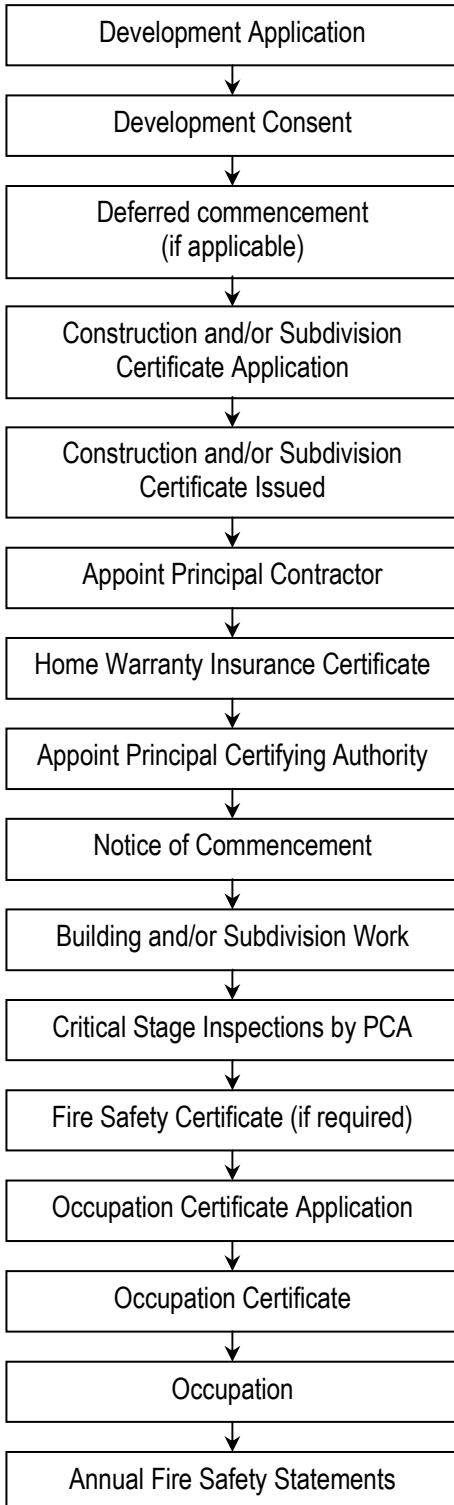 Development Application
Development Consent
Deferred commencement
(if applicable)
Construction and/or Subdivision
Certificate Application
Construction and/or Subdivision
Certificate Issued
Appoint Principal Contractor
Home Warranty Insurance Certificate
Appoint Principal Certifying Authority
Notice of Commencement
Building and/or Subdivision Work
Critical Stage Inspections by PCA
Fire Safety Certificate (if required)
Occupation Certificate Application
Occupation Certificate
Occupation
Annual Fire Safety Statements